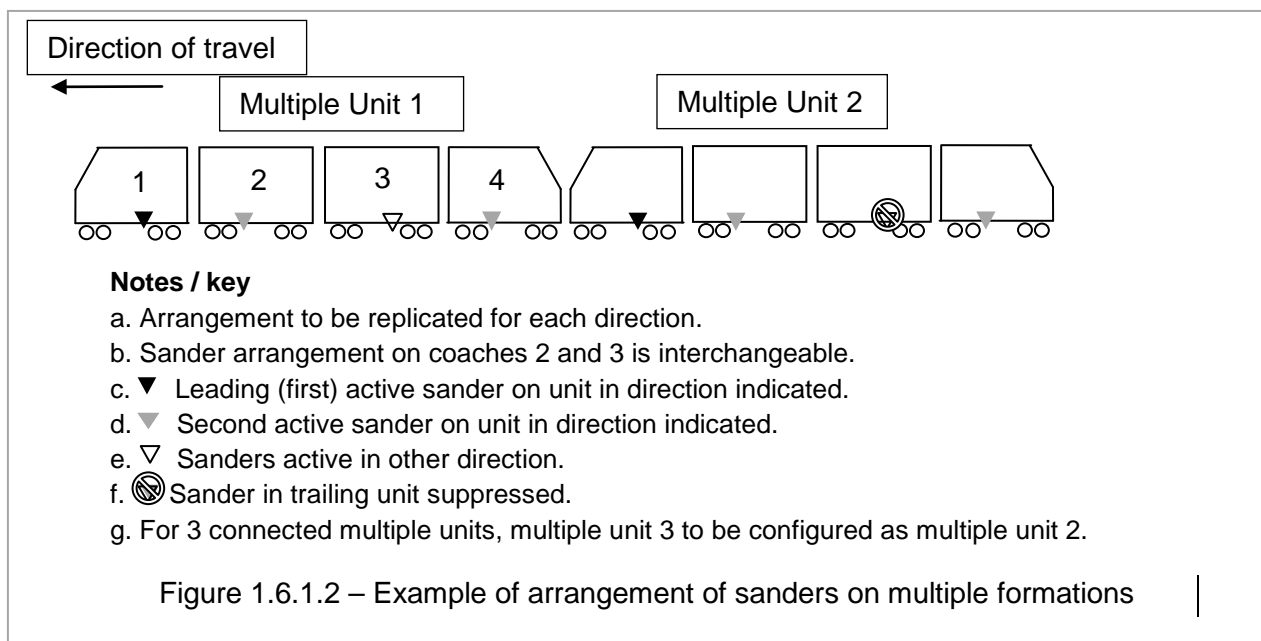 Direction of travel
Multiple Unit 1
Multiple Unit 2
1 2 3 4
Notes / key
a. Arrangement to be replicated for each direction.
b. Sander arrangement on coaches 2 and 3 is interchangeable.
c. ▼ Leading (first) active sander on unit in direction indicated.
d. ▼ Second active sander on unit in direction indicated.
e. ▽ Sanders active in other direction.
f. Sander in trailing unit suppressed.
g. For 3 connected multiple units, multiple unit 3 to be configured as multiple unit 2.
Figure 1.6.1.2 – Example of arrangement of sanders on multiple formations